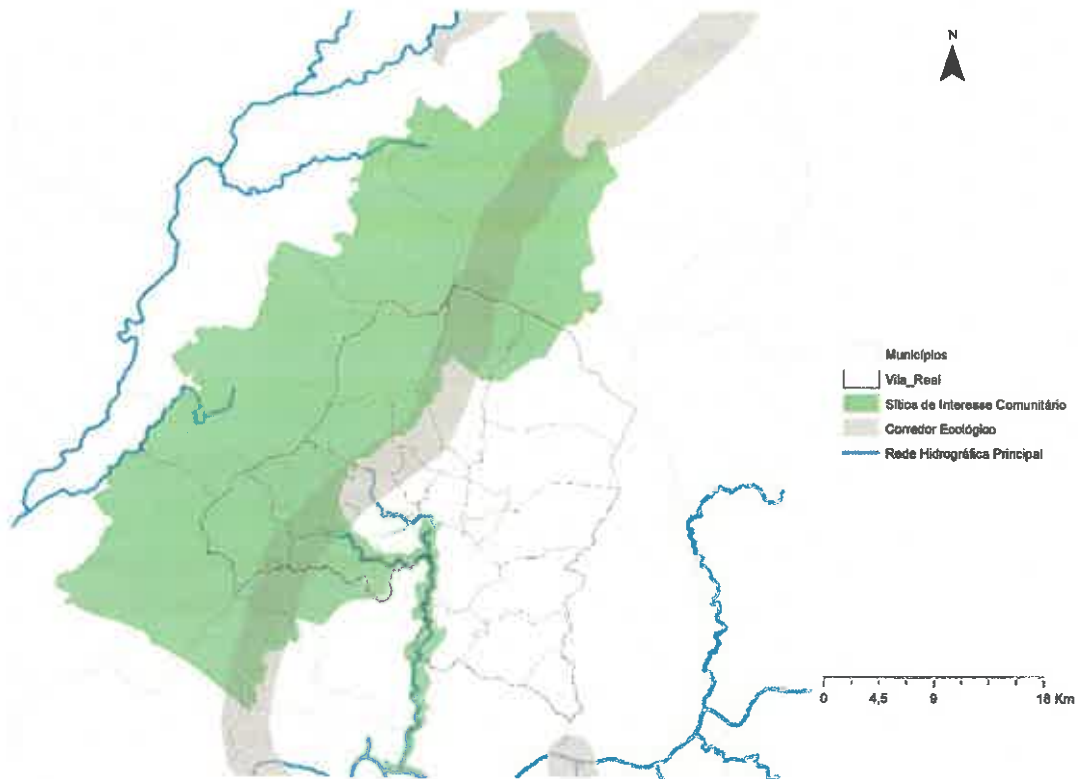 N
Municípios
Vila_Real
Sítios de Interesse Comunitário
Corredor Ecológico
Rede Hidrográfica Principal
0 4,5 9 18 Km